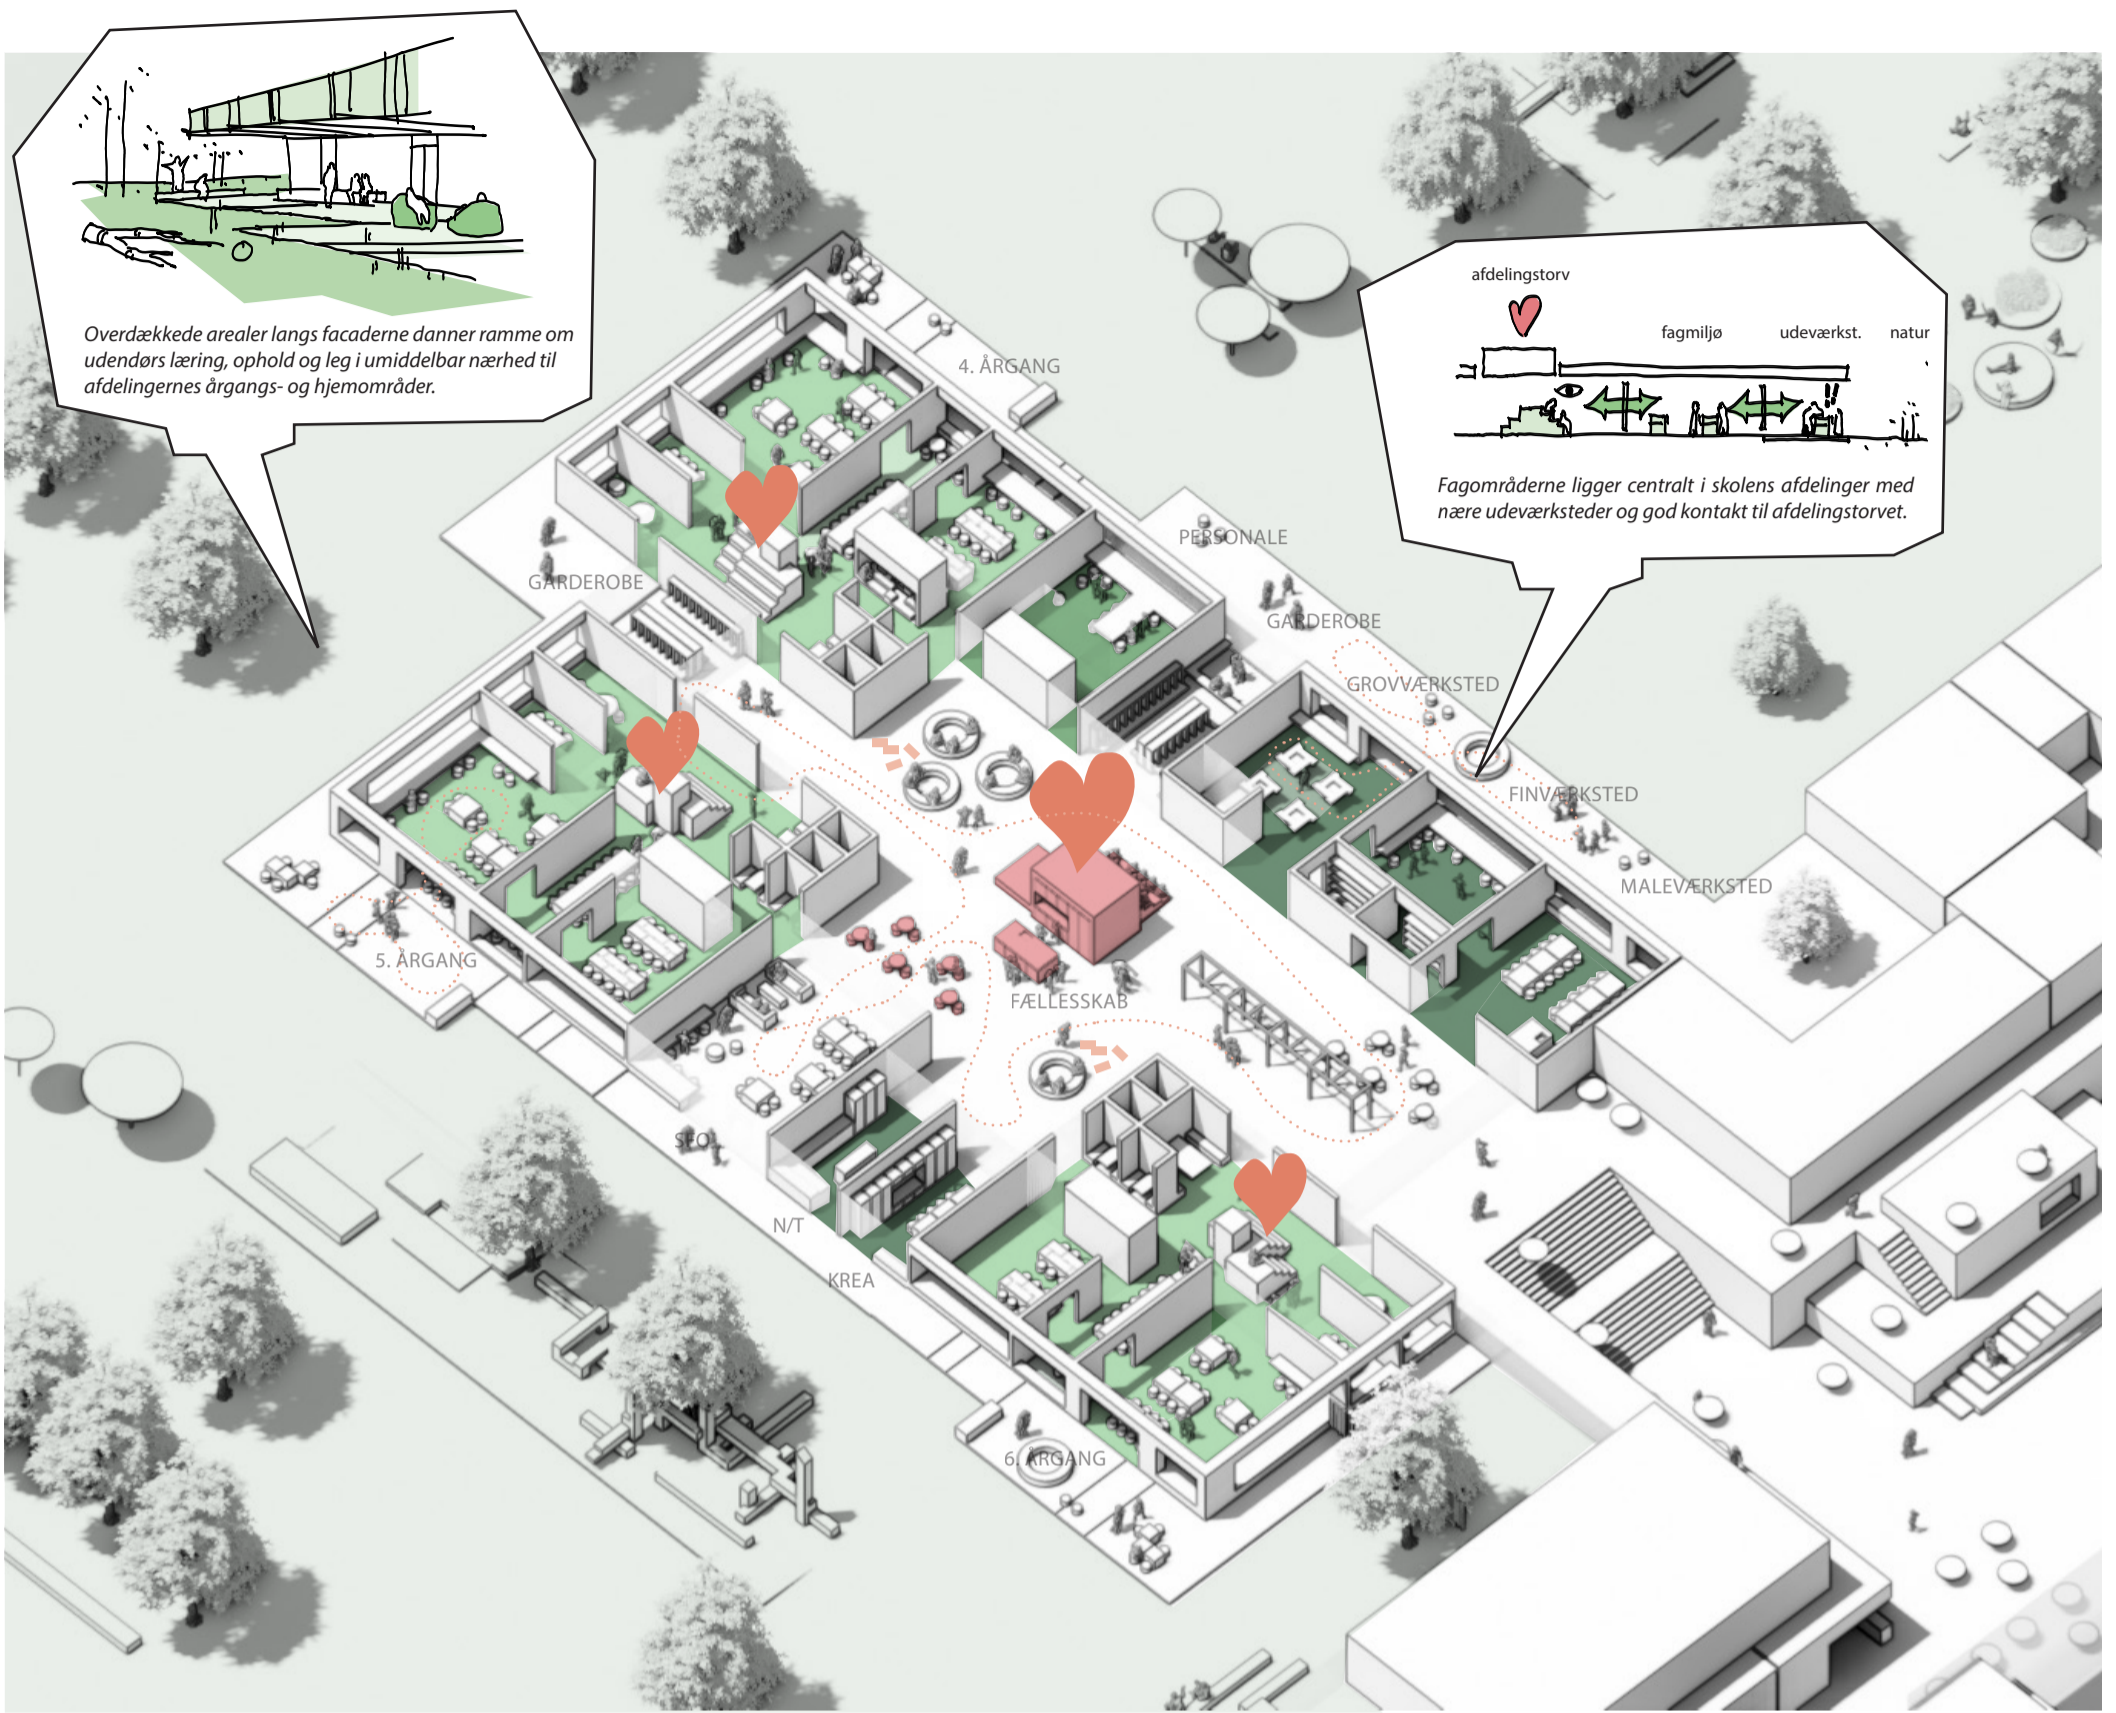 Overdækkede arealer langs facaderne danner ramme om
udendørs læring, ophold og leg i umiddelbar nærhed til
afdelingernes årgangs- og hjemområder.
afdelingstorv
fagmiljø
udeværkst.
natur
Fagområderne ligger centralt i skolens afdelinger med
nære udeværksteder og god kontakt til afdelingstorvet.
4. ÅRGANG
PERSONALE
GARDEROBE
GARDEROBE
GROVVÆRKSTED
FINVÆRKSTED
MALEVÆRKSTED
5. ÅRGANG
FÆLLESSKAB
SFO
N/T
KREA
6. ÅRGANG